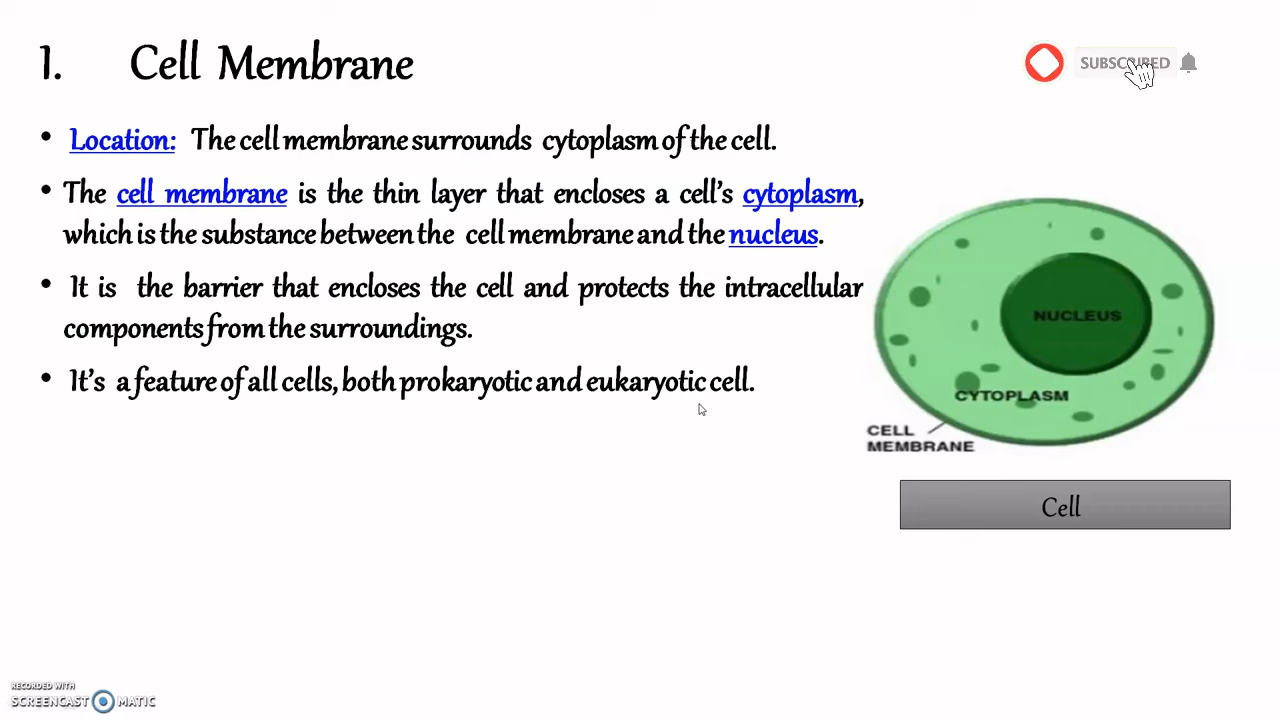 I. Cell Membrane
SUBSCRIBED
• Location: The cell membrane surrounds cytoplasm of the cell.
• The cell membrane is the thin layer that encloses a cell's cytoplasm,
which is the substance between the cell membrane and the nucleus.
• It is the barrier that encloses the cell and protects the intracellular
components from the surroundings.
• It's a feature of all cells, both prokaryotic and eukaryotic cell.
NUCLEUS
CYTOPLASM
CELL
MEMBRANE
Cell
RECORDED WITH
SCREENCAST MATIC